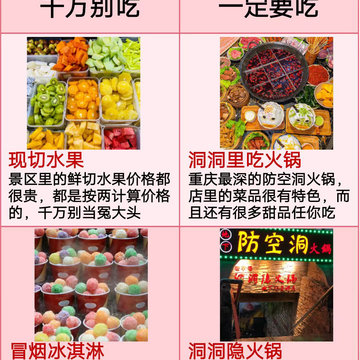 千万别吃
一定要吃
现切水果
景区里的鲜切水果价格都
很贵，都是按两计算价格
的，千万别当冤大头
洞洞里吃火锅
重庆最深的防空洞火锅，
店里的菜品很有特色，而
且还有很多甜品任你吃
防空洞火锅
冒烟冰淇淋
洞洞隐火锅